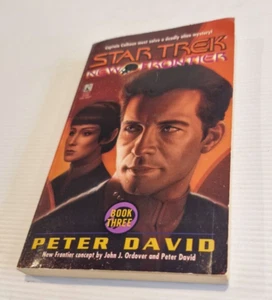 Captain Calhoun must solve a deadly alien mystery!
STAR TREK
NEW FRONTIER
BOOK
THREE
PETER DAVID
New Frontier concept by John J. Ordover and Peter David